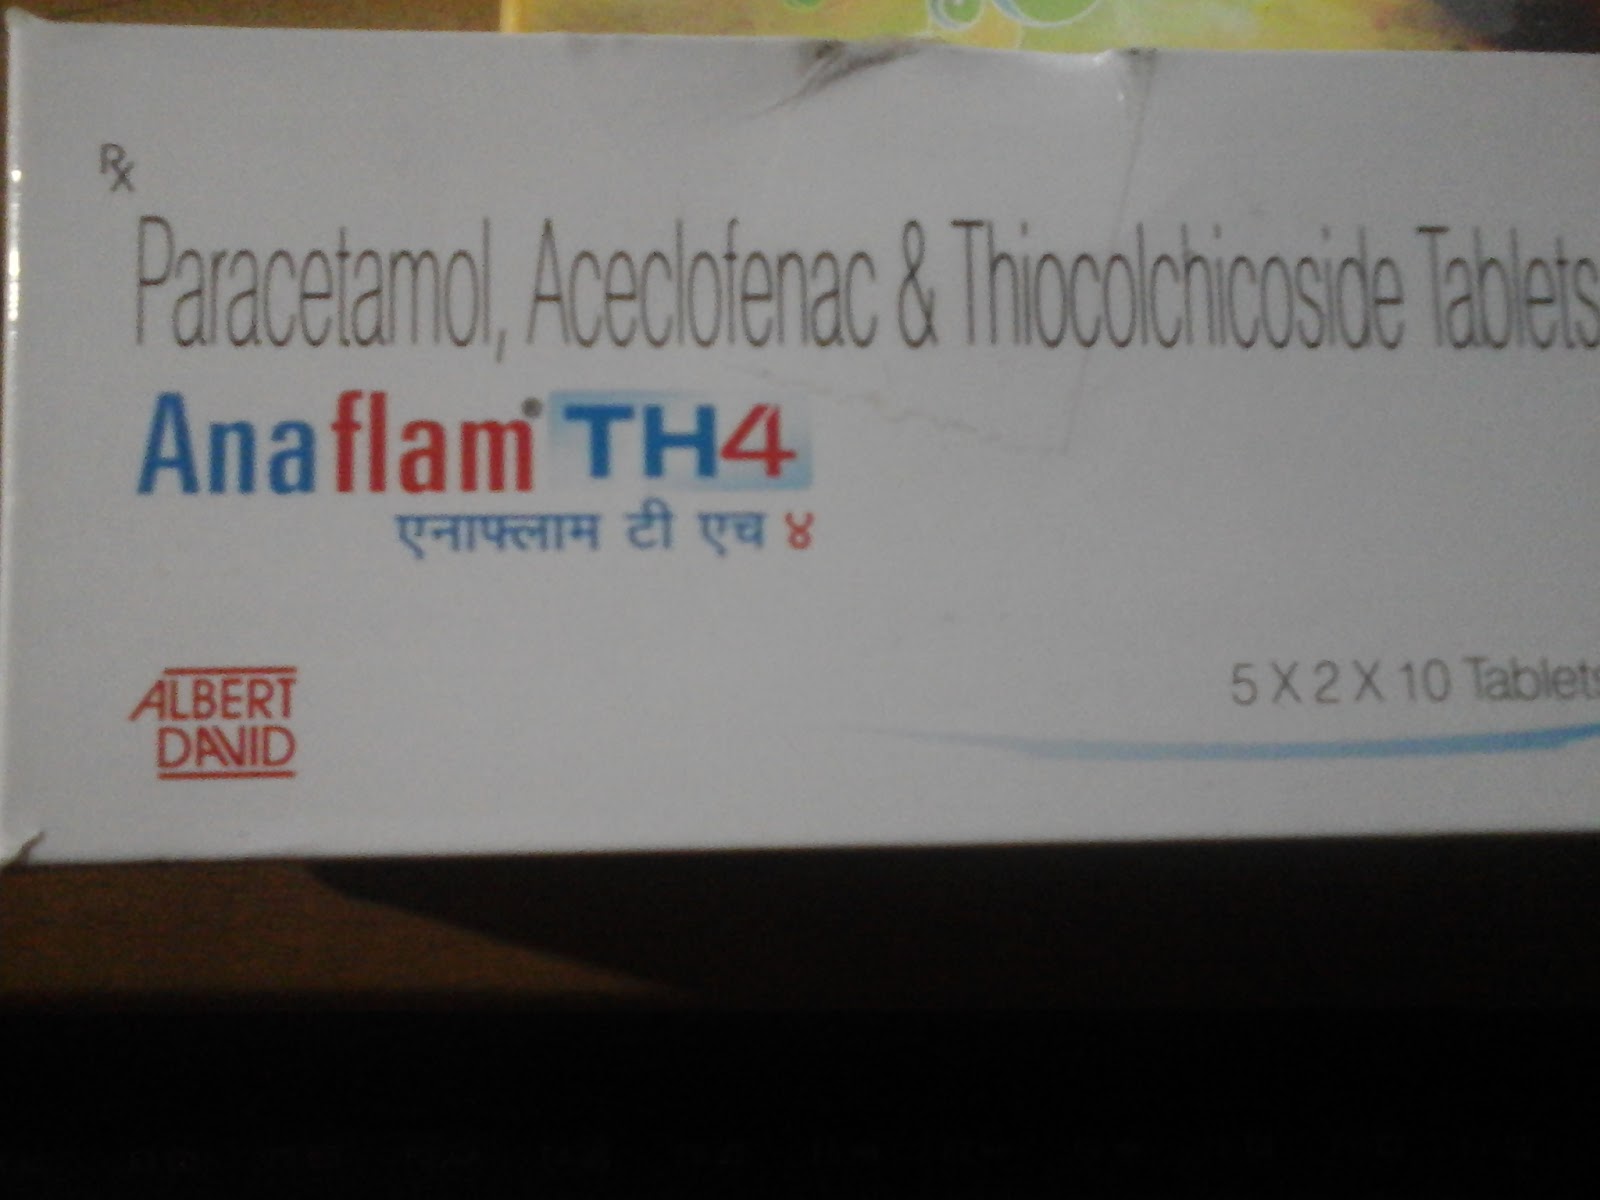 Rx
Paracetamol, Aceclofenac & Thiocolchicoside Tablets
Anaflam® TH4
एनाफ्लाम टी एच ४
5 X 2 X 10 Tablets
ALBERT
DAVID